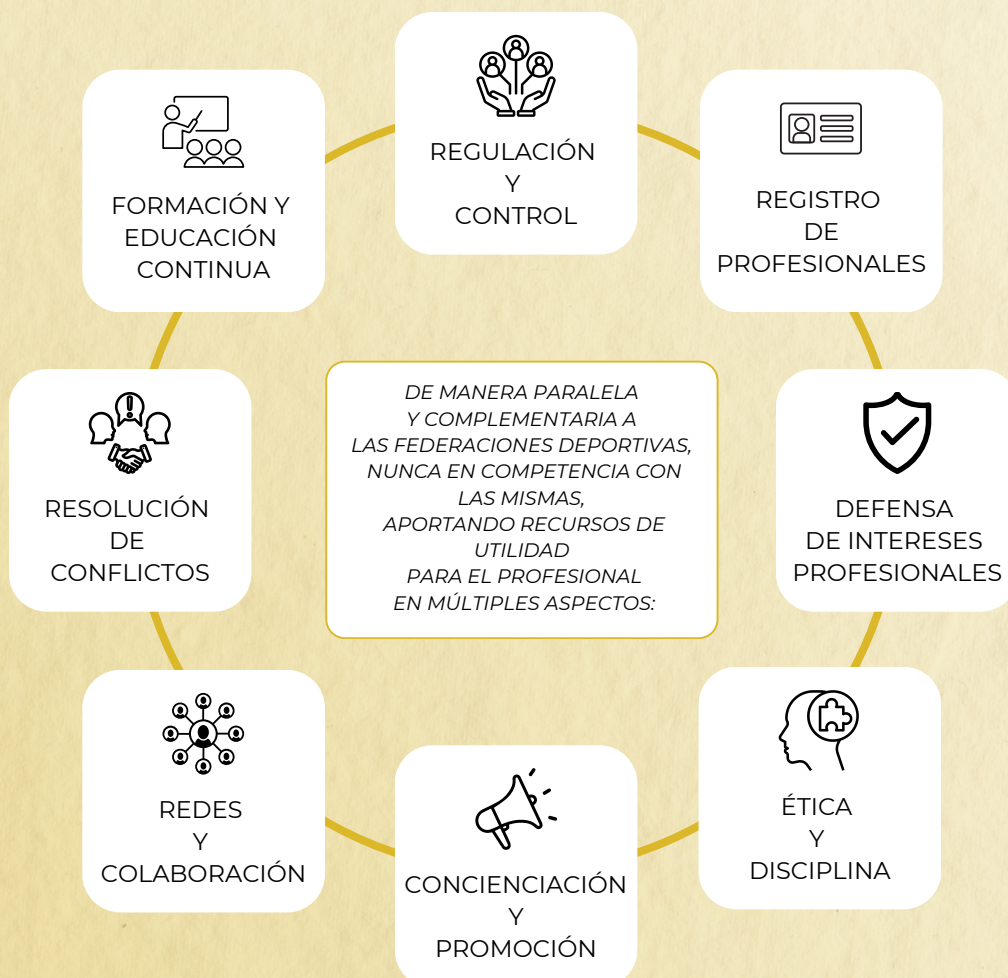 REGULACIÓN
Y
CONTROL
REGISTRO
DE
PROFESIONALES
DEFENSA
DE INTERESES
PROFESIONALES
ÉTICA
Y
DISCIPLINA
CONCIENCIACIÓN
Y
PROMOCIÓN
REDES
Y
COLABORACIÓN
RESOLUCIÓN
DE
CONFLICTOS
FORMACIÓN Y
EDUCACIÓN
CONTINUA
DE MANERA PARALELA
Y COMPLEMENTARIA A
LAS FEDERACIONES DEPORTIVAS,
NUNCA EN COMPETENCIA CON
LAS MISMAS,
APORTANDO RECURSOS DE
UTILIDAD
PARA EL PROFESIONAL
EN MÚLTIPLES ASPECTOS: